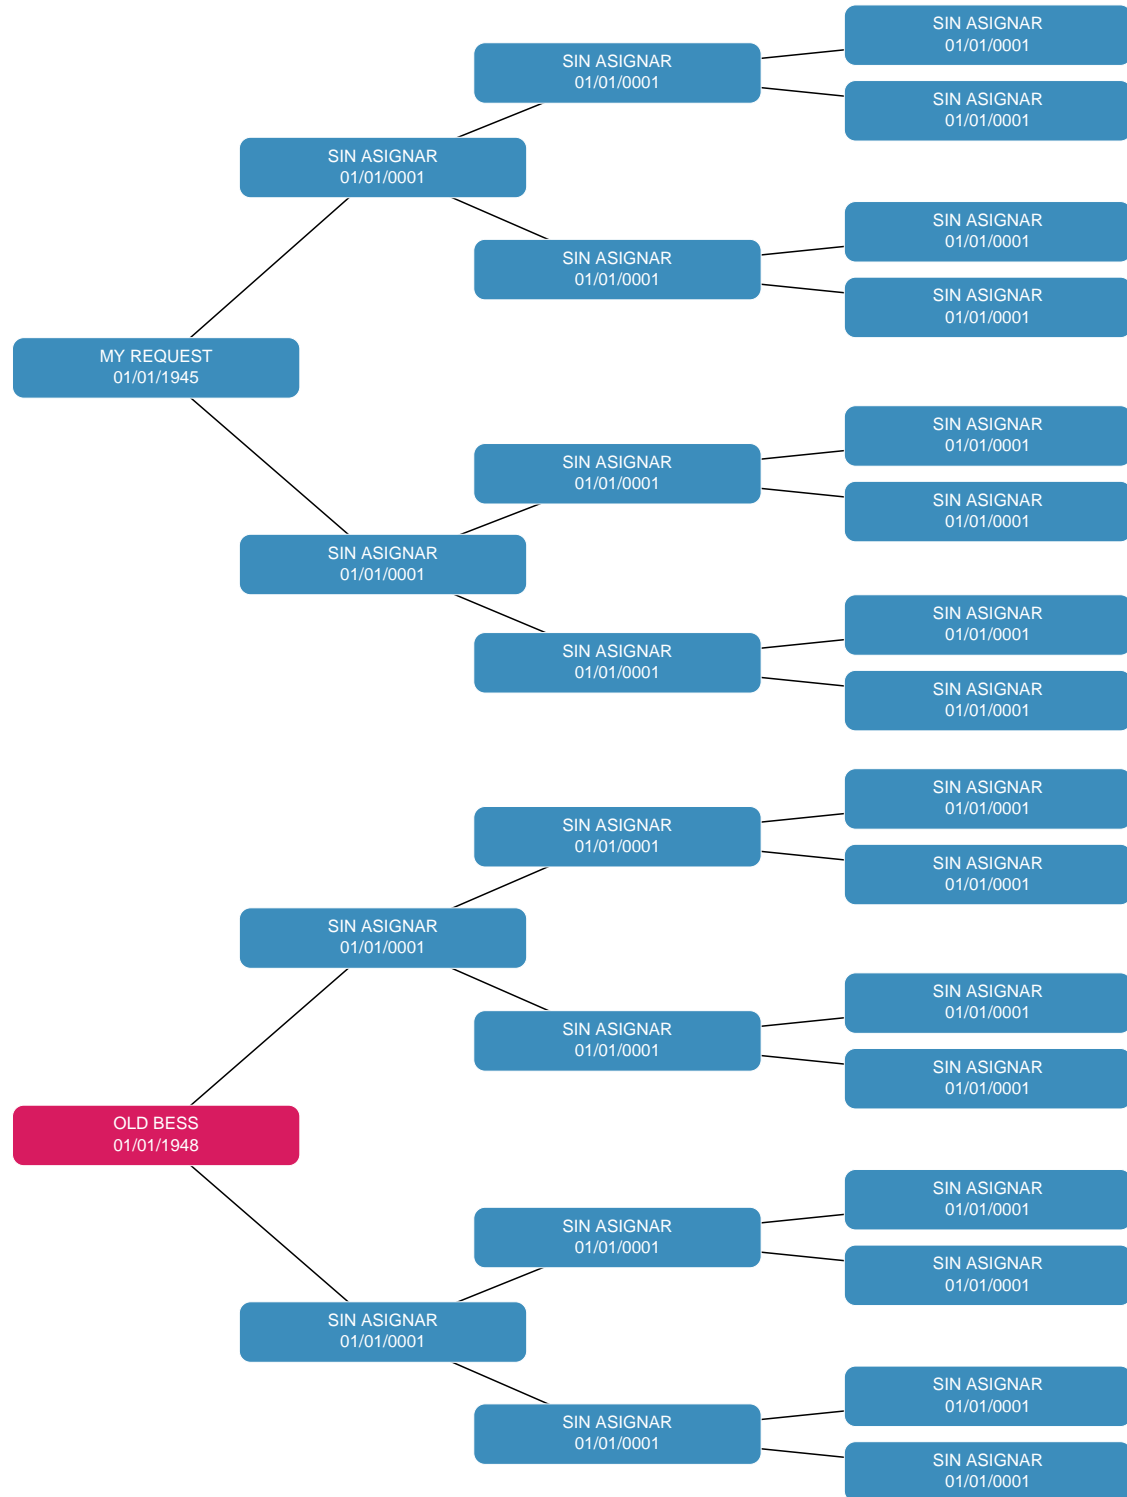 SIN ASIGNAR
01/01/0001
SIN ASIGNAR
01/01/0001
SIN ASIGNAR
01/01/0001
SIN ASIGNAR
01/01/0001
SIN ASIGNAR
01/01/0001
SIN ASIGNAR
01/01/0001
SIN ASIGNAR
01/01/0001
MY REQUEST
01/01/1945
SIN ASIGNAR
01/01/0001
SIN ASIGNAR
01/01/0001
SIN ASIGNAR
01/01/0001
SIN ASIGNAR
01/01/0001
SIN ASIGNAR
01/01/0001
SIN ASIGNAR
01/01/0001
SIN ASIGNAR
01/01/0001
SIN ASIGNAR
01/01/0001
SIN ASIGNAR
01/01/0001
SIN ASIGNAR
01/01/0001
SIN ASIGNAR
01/01/0001
SIN ASIGNAR
01/01/0001
SIN ASIGNAR
01/01/0001
SIN ASIGNAR
01/01/0001
OLD BESS
01/01/1948
SIN ASIGNAR
01/01/0001
SIN ASIGNAR
01/01/0001
SIN ASIGNAR
01/01/0001
SIN ASIGNAR
01/01/0001
SIN ASIGNAR
01/01/0001
SIN ASIGNAR
01/01/0001
SIN ASIGNAR
01/01/0001